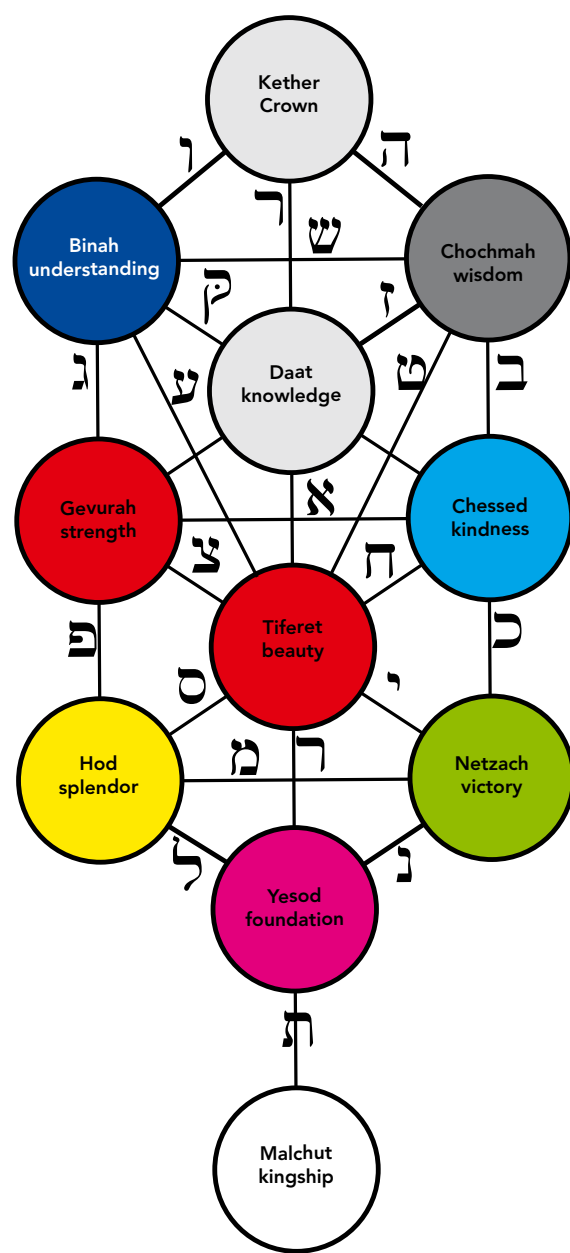 Kether
Crown
ו
ה
ר
ש
Binah
understanding
Chochmah
wisdom
ק
ז
Daat
knowledge
ג
ע
ט
ב
Gevurah
strength
א
Chessed
kindness
צ
ח
Tiferet
beauty
פ
כ
ס
י
Hod
splendor
מ
ר
Netzach
victory
ל
נ
Yesod
foundation
ת
Malchut
kingship